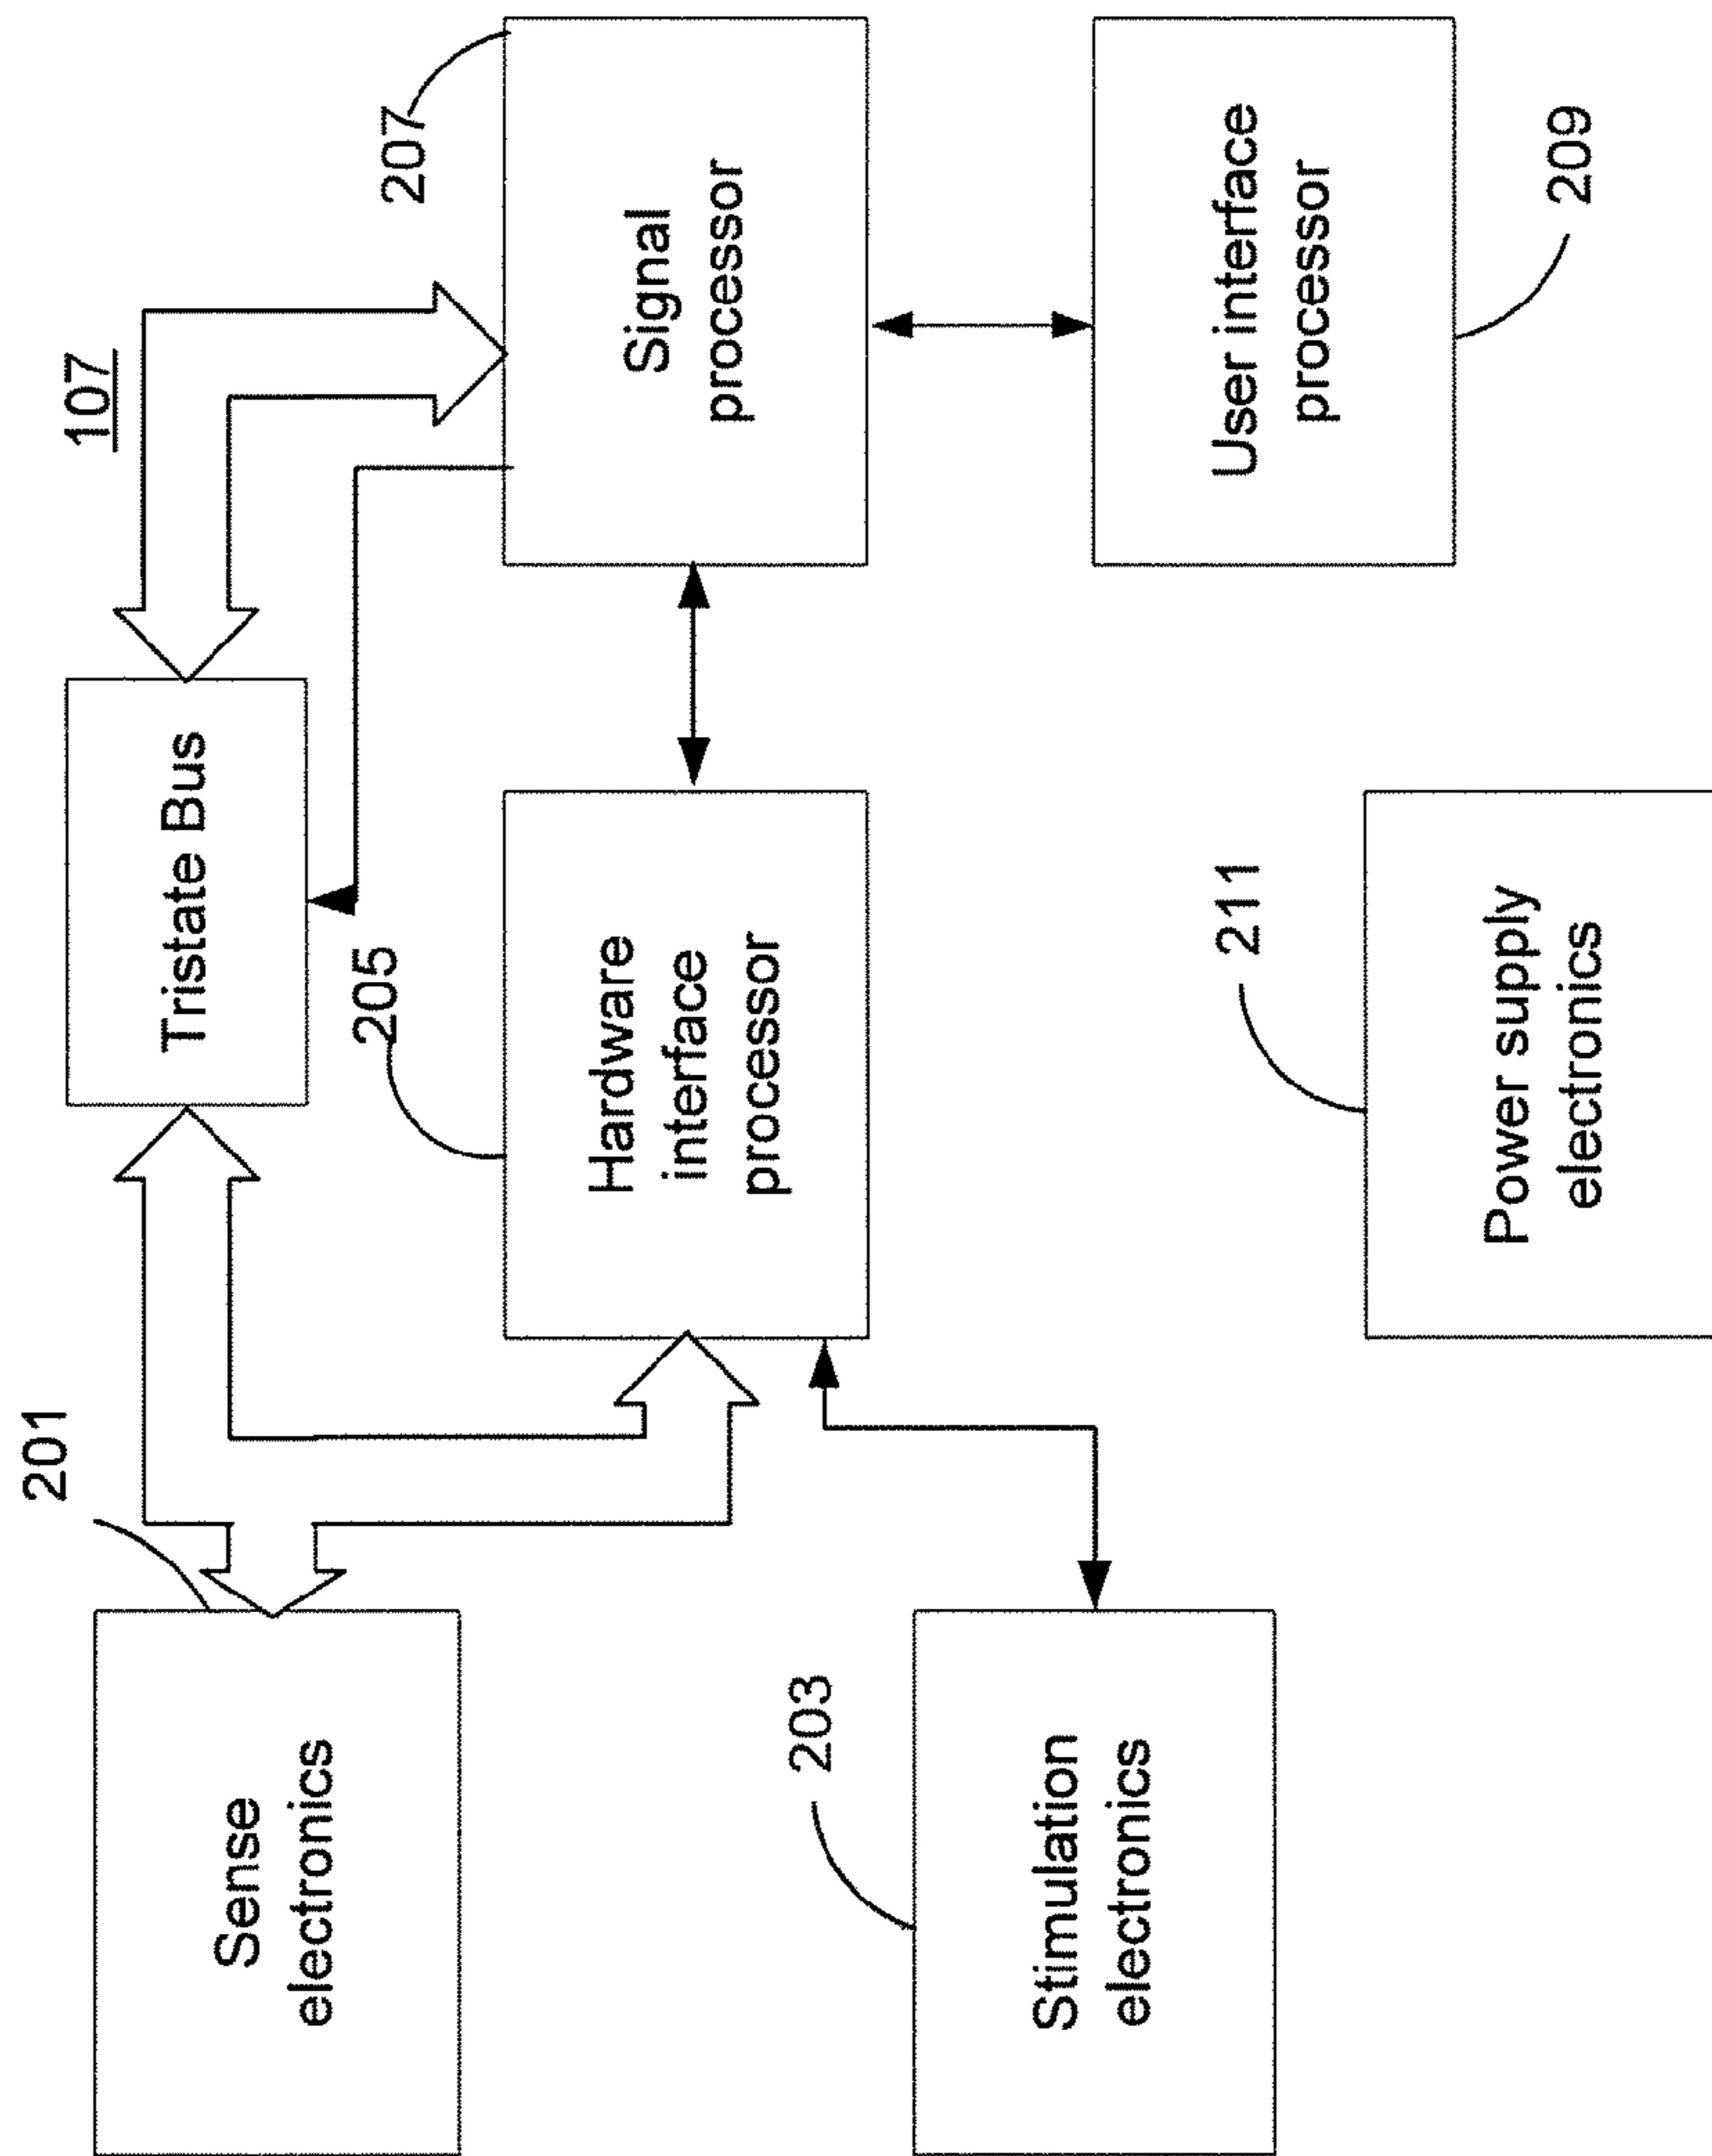 107
201
Sense
electronics
Tristate Bus
207
205
Hardware
interface
processor
Signal
processor
203
Stimulation
electronics
User interface
processor
211
209
Power supply
electronics